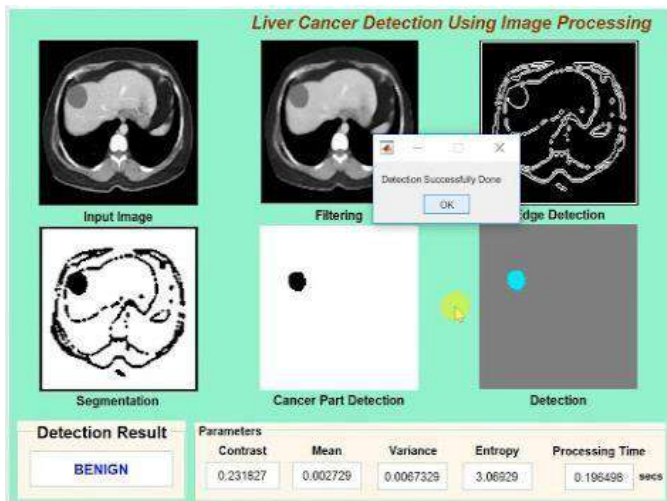 Liver Cancer Detection Using Image Processing
Detection Successfully Done
OK
Input Image
Filtering
Edge Detection
Segmentation
Cancer Part Detection
Detection
Detection Result
BENIGN
Parameters
Contrast Mean Variance Entropy Processing Time
0.231827 0.002729 0.0067329 3.06929 0.196498 secs